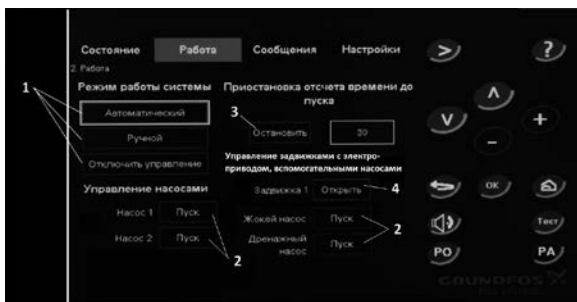 Состояние Работа Сообщения Настройки
2. Работа
Режим работы системы
Приостановка отсчета времени до
пуска
1
Автоматический
3
Ручной
Остановить 30
Отключить управление
Управление задвижками с электро-
приводом, вспомогательными насосами
Управление насосами
Задвижка 1 Открыть 4
Насос 1 Пуск
Жокей насос Пуск
2
Насос 2 Пуск
Дренажный
насос
Пуск
2
> ?
+
−
OK
Тест
РО РА
GRUNDFOS